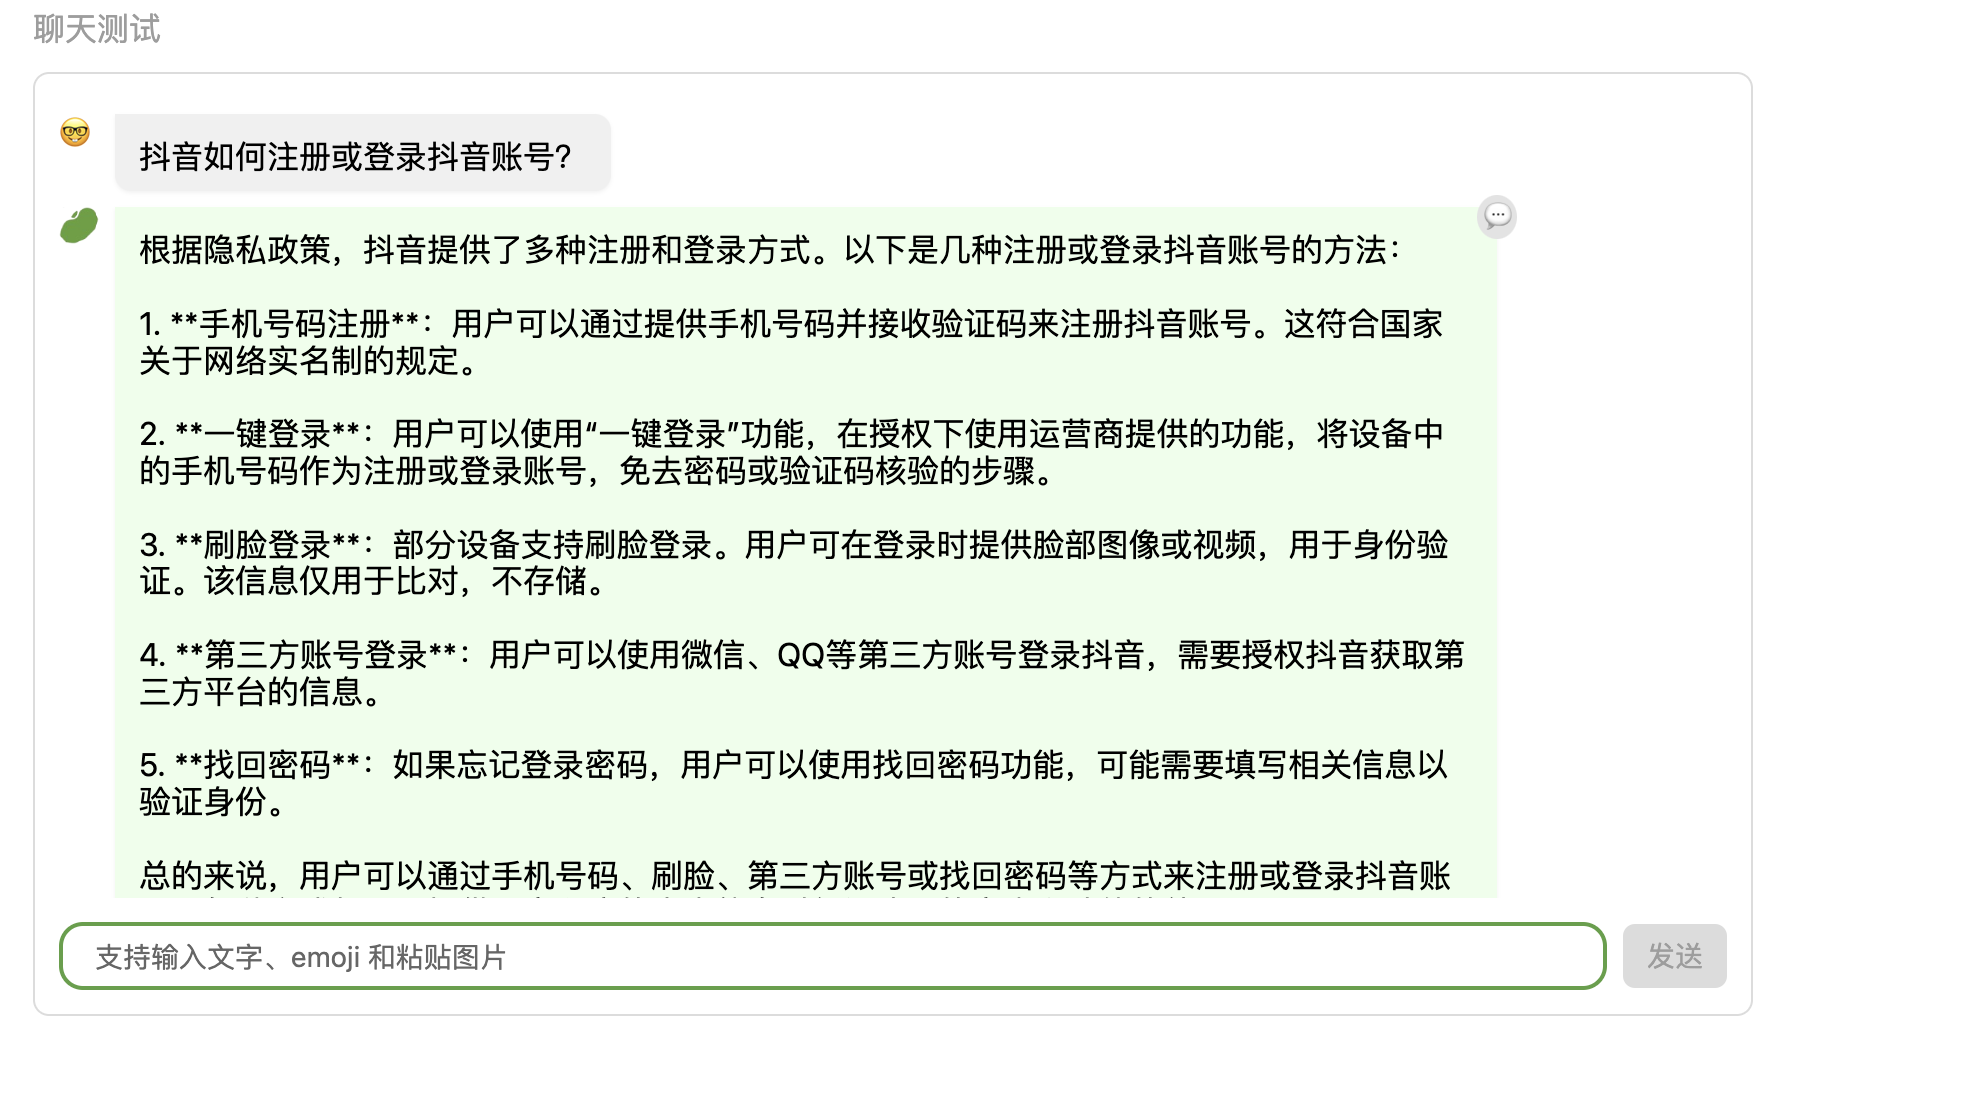 聊天测试
抖音如何注册或登录抖音账号?
根据隐私政策，抖音提供了多种注册和登录方式。以下是几种注册或登录抖音账号的方法：
1. **手机号码注册**：用户可以通过提供手机号码并接收验证码来注册抖音账号。这符合国家
关于网络实名制的规定。
2. **一键登录**：用户可以使用“一键登录”功能，在授权下使用运营商提供的功能，将设备中
的手机号码作为注册或登录账号，免去密码或验证码核验的步骤。
3. **刷脸登录**：部分设备支持刷脸登录。用户可在登录时提供脸部图像或视频，用于身份验
证。该信息仅用于比对，不存储。
4. **第三方账号登录**：用户可以使用微信、QQ等第三方账号登录抖音，需要授权抖音获取第
三方平台的信息。
5. **找回密码**：如果忘记登录密码，用户可以使用找回密码功能，可能需要填写相关信息以
验证身份。
总的来说，用户可以通过手机号码、刷脸、第三方账号或找回密码等方式来注册或登录抖音账
支持输入文字、emoji 和粘贴图片
发送